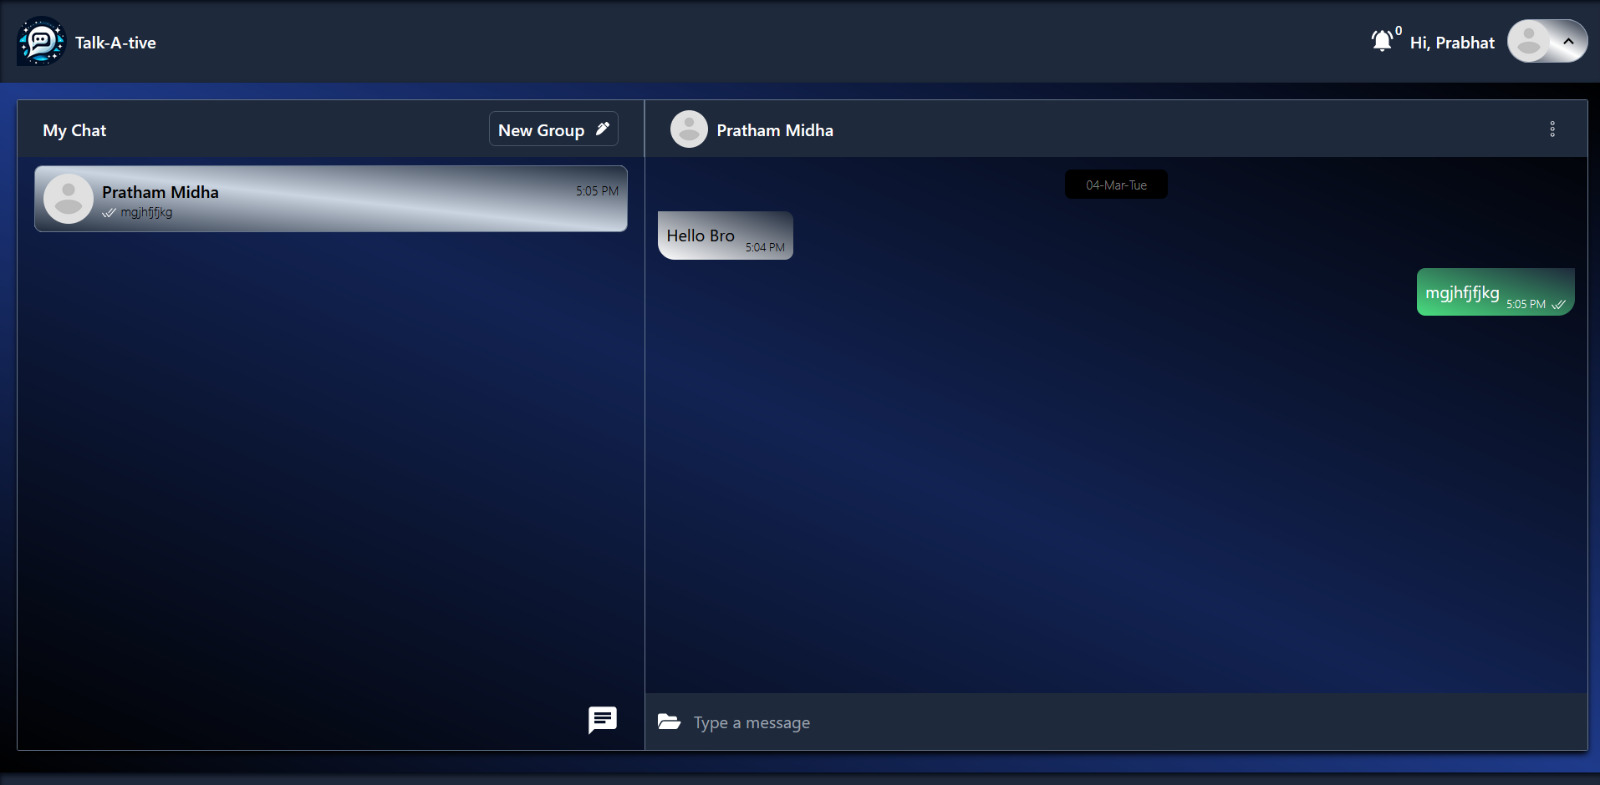 Talk-A-tive
0
Hi, Prabhat
My Chat
New Group
Pratham Midha
5:05 PM
mgjhfjfjkg
Pratham Midha
04-Mar-Tue
Hello Bro
5:04 PM
mgjhfjfjkg
5:05 PM
Type a message